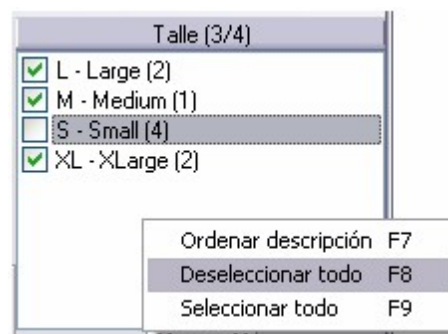 Talle (3/4)
L - Large (2)
M - Medium (1)
S - Small (4)
XL - XLarge (2)
Ordenar descripción F7
Deseleccionar todo F8
Seleccionar todo F9